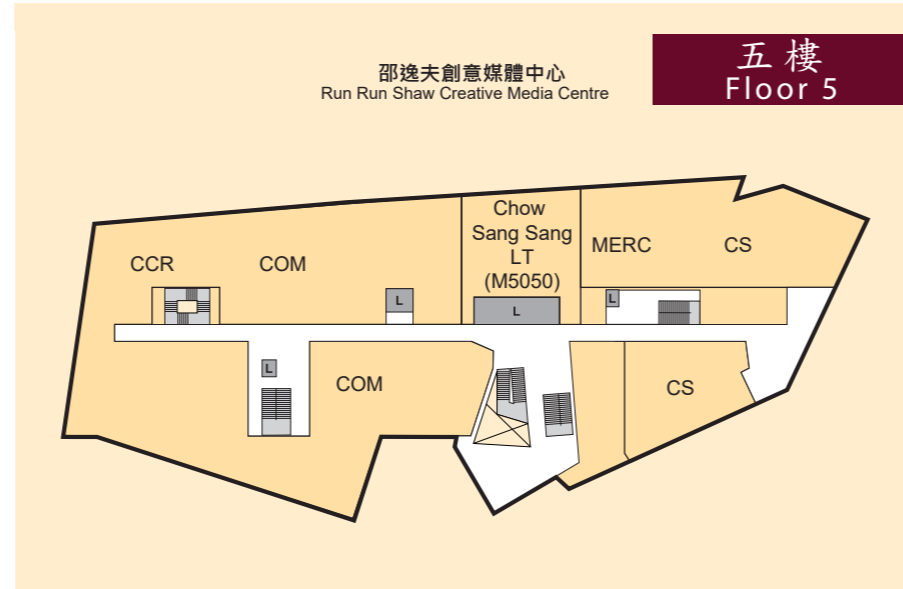 邵逸夫創意媒體中心
Run Run Shaw Creative Media Centre
五樓
Floor 5
Chow
Sang Sang
LT
(M5050)
MERC
CS
CCR
COM
L
L
L
L
COM
CS